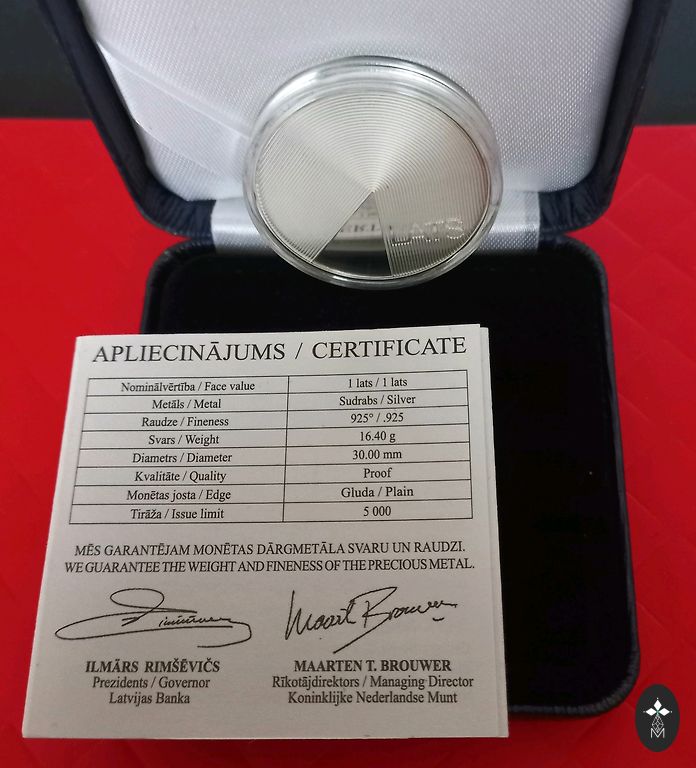 LATS
APLIECINĀJUMS / CERTIFICATE
Nominālvērtība / Face value 1 lats / 1 lats
Metāls / Metal Sudrabs / Silver
Raudze / Fineness 925° / .925
Svars / Weight 16.40 g
Diametrs / Diameter 30.00 mm
Kvalitāte / Quality Proof
Monētas josta / Edge Gluda / Plain
Tirāža / Issue limit 5 000
MĒS GARANTĒJAM MONĒTAS DĀRGMETĀLA SVARU UN RAUDZI.
WE GUARANTEE THE WEIGHT AND FINENESS OF THE PRECIOUS METAL.
Maarten Brouwer
ILMĀRS RIMŠĒVIČS MAARTEN T. BROUWER
Prezidents / Governor Rīkotājdirektors / Managing Director
Latvijas Banka Koninklijke Nederlandse Munt
M